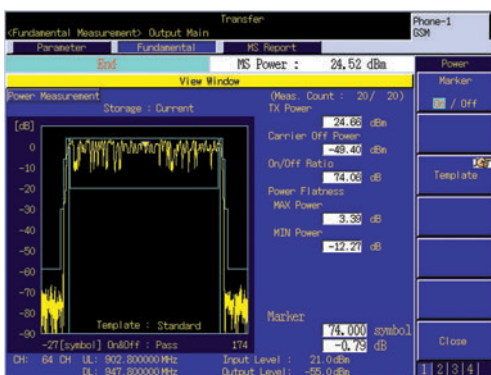 Transfer
Phone-1
<Fundamental Measurement> Output Main
GSM
Parameter
Fundamental
MS Report
End
MS Power : 24.52 dBm
Power
View Window
Marker
On / Off
Power Measurement
(Meas. Count : 20/ 20)
Storage : Current
TX Power
24.66 dBm
[dB]
Carrier Off Power
-49.40 dBm
0
On/Off Ratio
-10
74.06 dB
Template
-20
Power Flatness
MAX Power
-30
3.39 dB
-40
MIN Power
-12.27 dB
-50
-60
-70
Marker
-80
Template : Standard
74.000 symbol
-90
-0.79 dB
Close
-27[symbol] On&Off : Pass 174
CH: 64 CH UL: 902.800000MHz Input Level : 21.0dBm
DL: 947.800000MHz Output Level : -55.0dBm
1 2 3 4